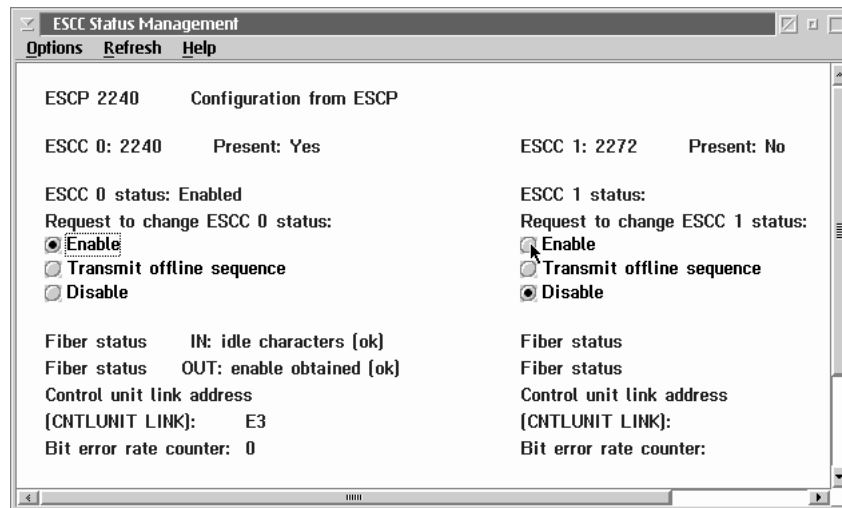 ESCC Status Management
Options Refresh Help
ESCP 2240 Configuration from ESCP
ESCC 0: 2240 Present: Yes
ESCC 1: 2272 Present: No
ESCC 0 status: Enabled
Request to change ESCC 0 status:
Enable
Transmit offline sequence
Disable
ESCC 1 status:
Request to change ESCC 1 status:
Enable
Transmit offline sequence
Disable
Fiber status IN: idle characters (ok)
Fiber status OUT: enable obtained (ok)
Control unit link address
(CNTLUNIT LINK): E3
Bit error rate counter: 0
Fiber status
Fiber status
Control unit link address
(CNTLUNIT LINK):
Bit error rate counter: